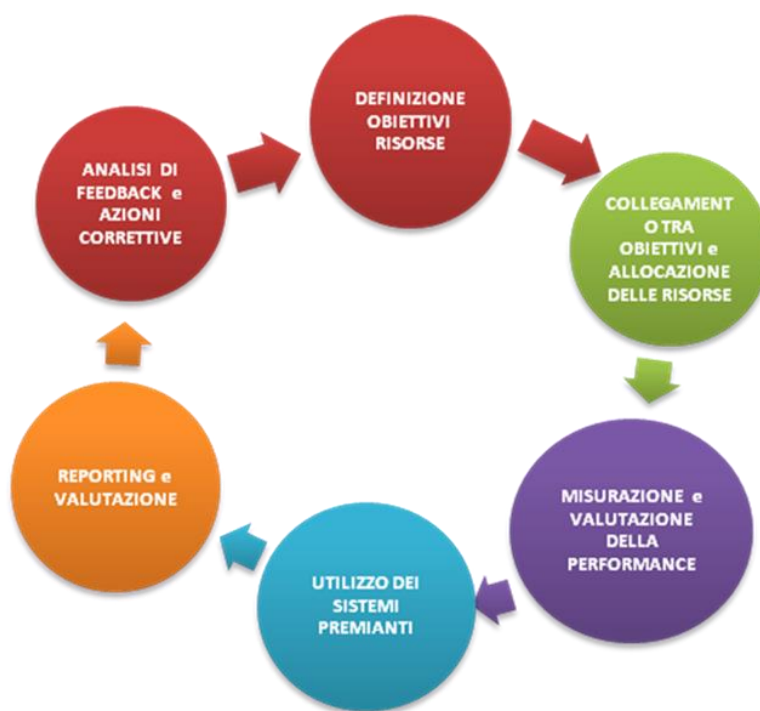 DEFINIZIONE
OBIETTIVI
RISORSE
COLLEGAMENT
O TRA
OBIETTIVI e
ALLOCAZIONE
DELLE RISORSE
MISURAZIONE e
VALUTAZIONE
DELLA
PERFORMANCE
UTILIZZO DEI
SISTEMI
PREMIANTI
REPORTING e
VALUTAZIONE
ANALISI DI
FEEDBACK e
AZIONI
CORRETTIVE